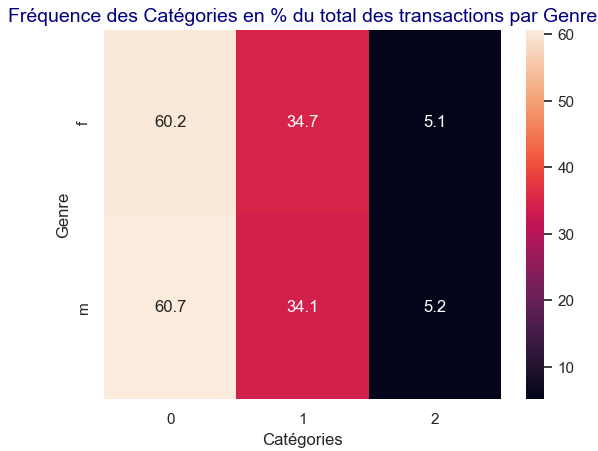 Fréquence des Catégories en % du total des transactions par Genre
60
f
60.2 34.7 5.1
50
40
Genre
30
m
60.7 34.1 5.2
20
10
0 1 2
Catégories